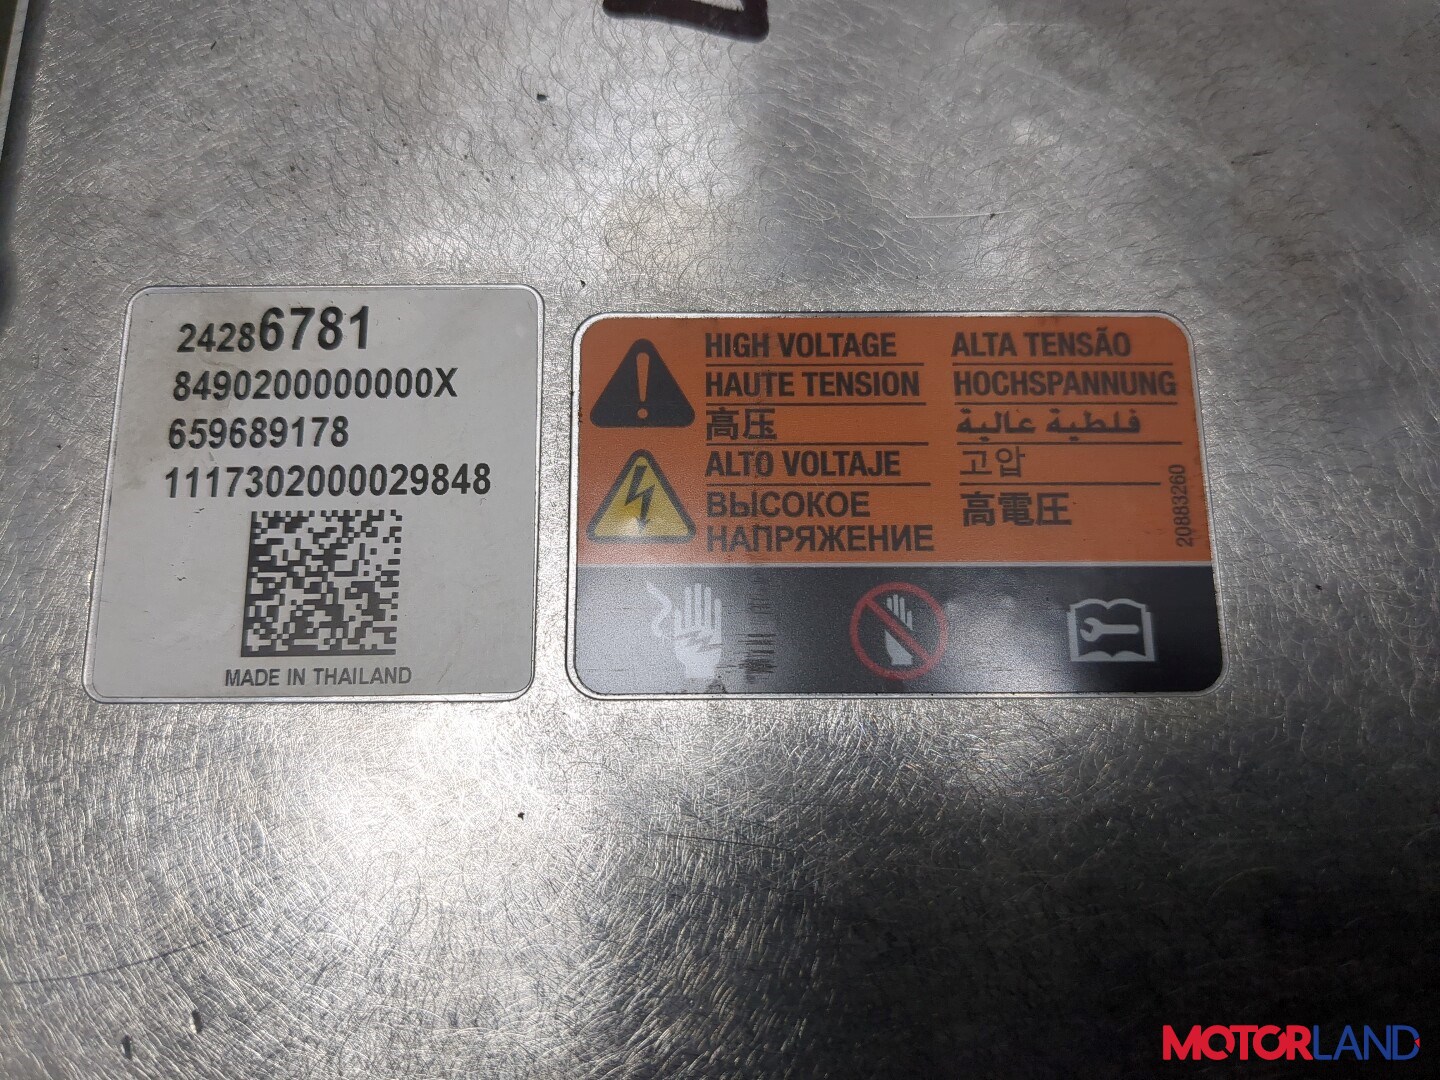 24286781
8490200000000X
659689178
1117302000029848
MADE IN THAILAND
HIGH VOLTAGE
HAUTE TENSION
高压
ALTO VOLTAJE
ВЫСОКОЕ
НАПРЯЖЕНИЕ
ALTA TENSÃO
HOCHSPANNUNG
فلطية عالية
고압
高電圧
20883260
MOTORLAND